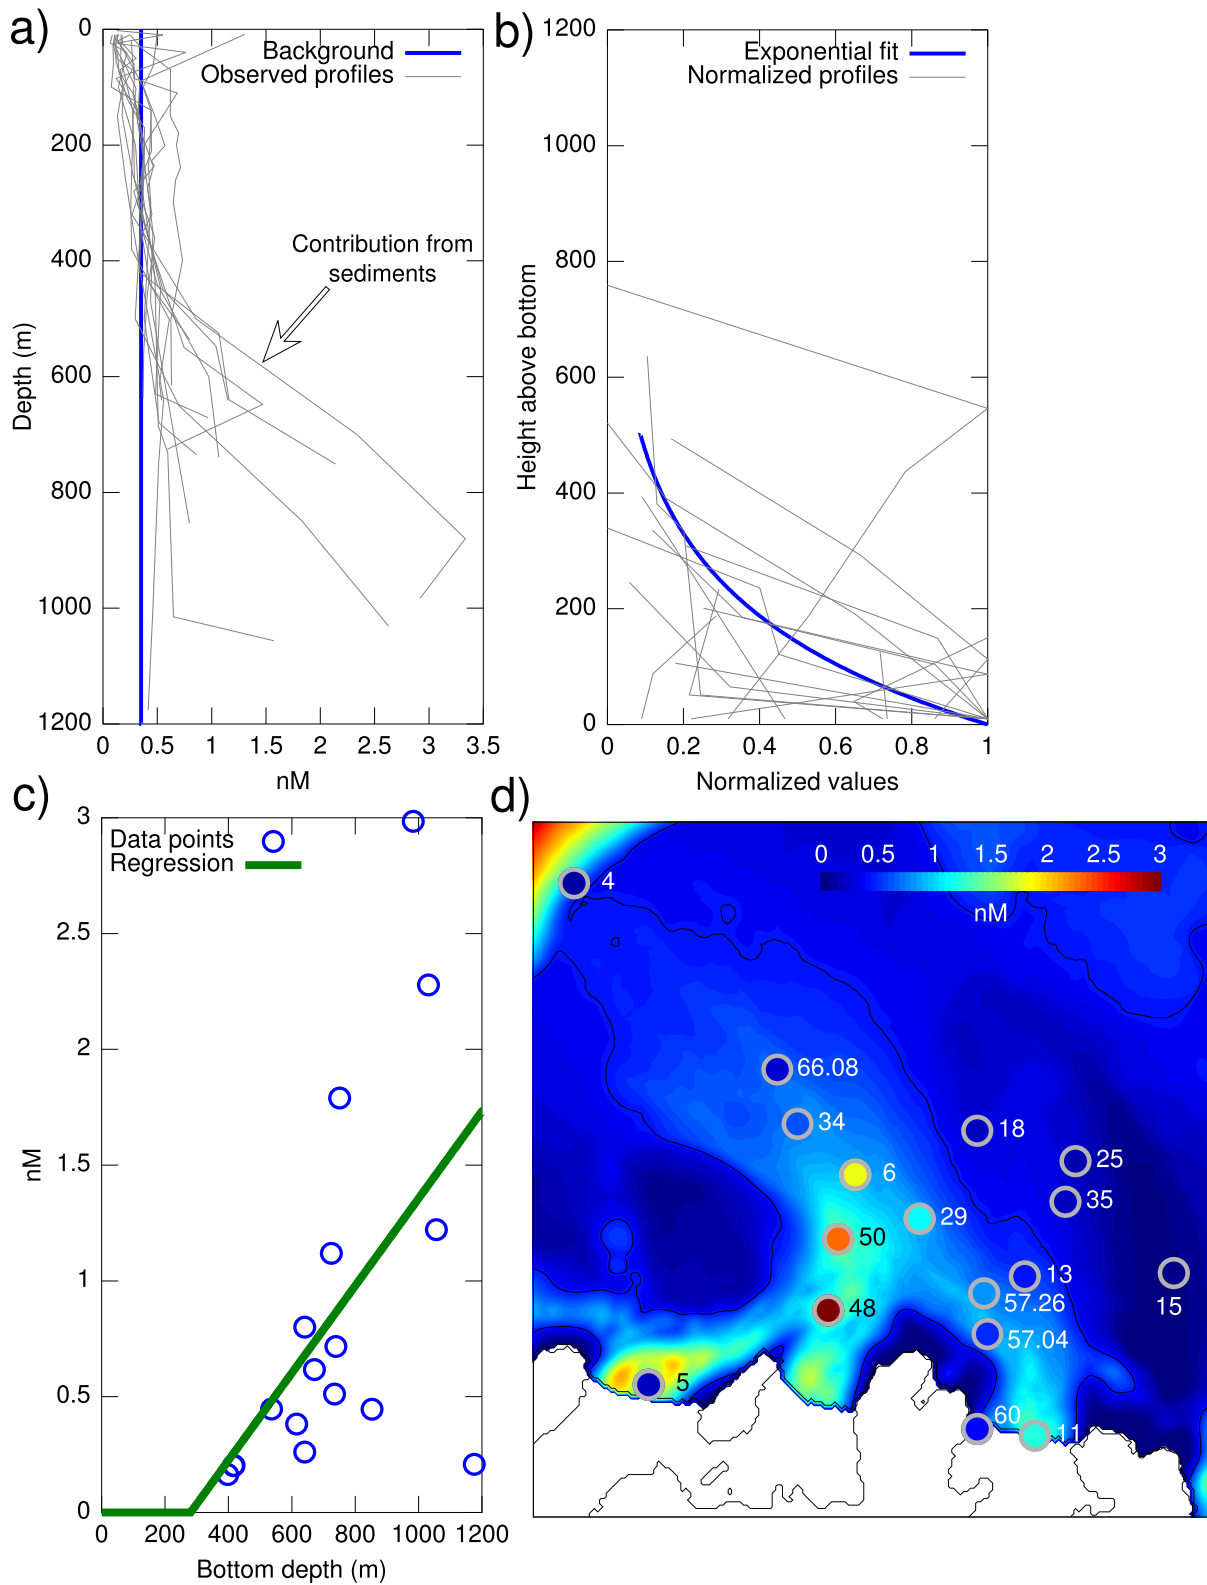 a)
0
200
400
600
800
1000
1200
Depth (m)
Background
Observed profiles
Contribution from
sediments
0 0.5 1 1.5 2 2.5 3 3.5
nM
b)
1200
1000
800
600
400
200
0
Height above bottom
Exponential fit
Normalized profiles
0 0.2 0.4 0.6 0.8 1
Normalized values
c)
3
2.5
2
1.5
1
0.5
0
nM
Data points
Regression
0 200 400 600 800 1000 1200
Bottom depth (m)
d)
0 0.5 1 1.5 2 2.5 3
nM
4
66.08
34
18
6
25
35
29
50
13
15
57.26
48
57.04
5
60
11